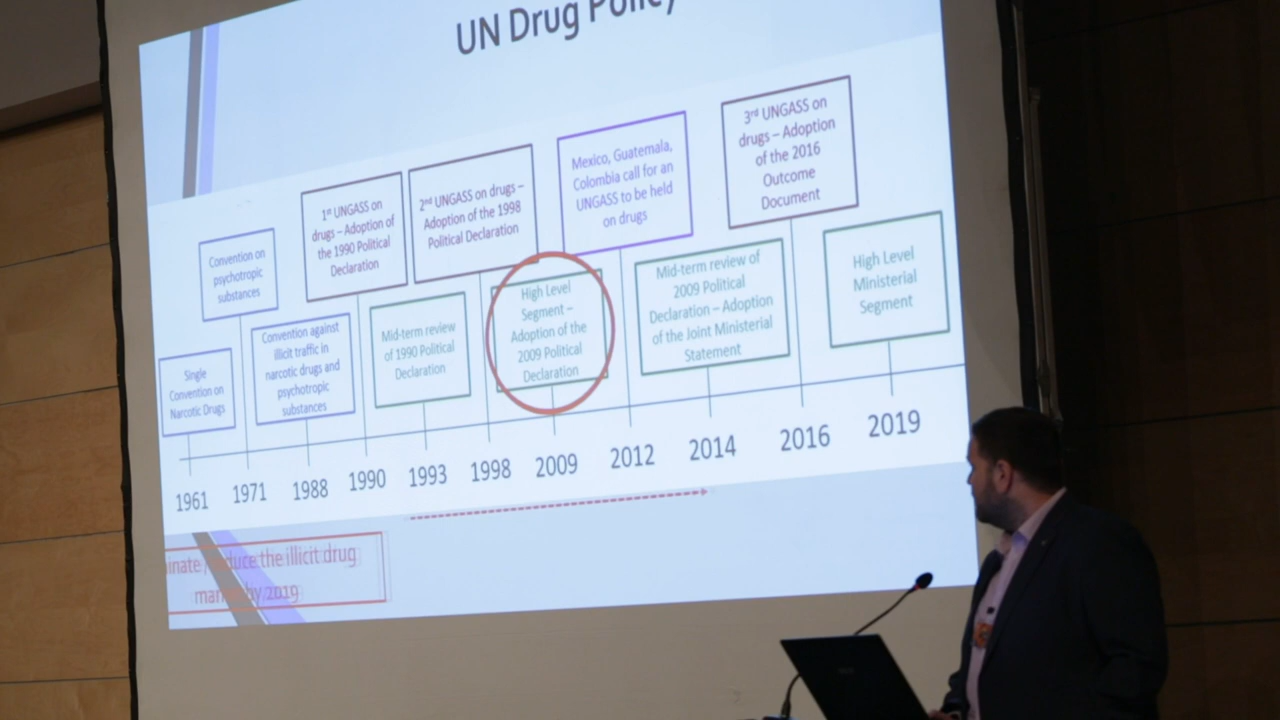 UN Drug Policy
Single
Convention on
Narcotic Drugs
Convention on
psychotropic
substances
Convention against
illicit traffic in
narcotic drugs and
psychotropic
substances
1st UNGASS on
drugs – Adoption of
the 1990 Political
Declaration
Mid-term review
of 1990 Political
Declaration
2nd UNGASS on drugs –
Adoption of the 1998
Political Declaration
High Level
Segment –
Adoption of the
2009 Political
Declaration
Mexico, Guatemala,
Colombia call for an
UNGASS to be held
on drugs
Mid-term review of
2009 Political
Declaration – Adoption
of the Joint Ministerial
Statement
3rd UNGASS on
drugs – Adoption
of the 2016
Outcome
Document
High Level
Ministerial
Segment
1961 1971 1988 1990 1993 1998 2009 2012 2014 2016 2019
the illicit drug
by 2019